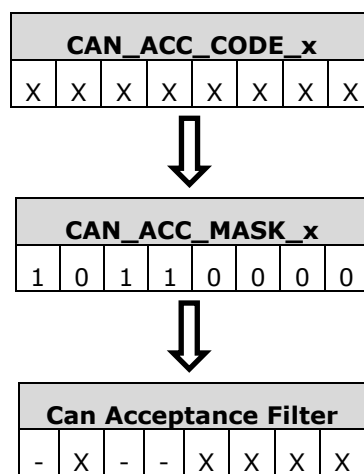 CAN_ACC_CODE_x
X X X X X X X X
CAN_ACC_MASK_x
1 0 1 1 0 0 0 0
Can Acceptance Filter
- X - - X X X X